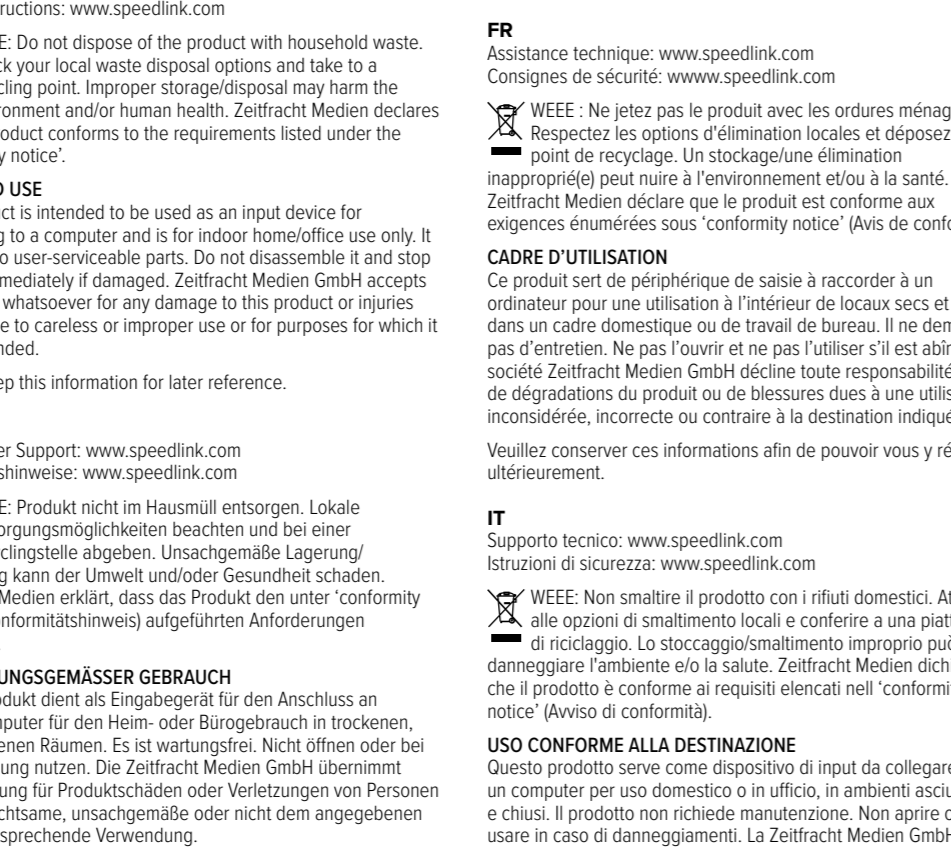 ructions: www.speedlink.com
E: Do not dispose of the product with household waste.
ck your local waste disposal options and take to a
cling point. Improper storage/disposal may harm the
ronment and/or human health. Zeitfracht Medien declares
roduct conforms to the requirements listed under the
y notice’.
D USE
ct is intended to be used as an input device for
g to a computer and is for indoor home/office use only. It
o user-serviceable parts. Do not disassemble it and stop
mediately if damaged. Zeitfracht Medien GmbH accepts
whatsoever for any damage to this product or injuries
e to careless or improper use or for purposes for which it
nded.
ep this information for later reference.
er Support: www.speedlink.com
shinweise: www.speedlink.com
E: Produkt nicht im Hausmüll entsorgen. Lokale
orgungsmöglichkeiten beachten und bei einer
clingstelle abgeben. Unsachgemäße Lagerung/
g kann der Umwelt und/oder Gesundheit schaden.
Medien erklärt, dass das Produkt den unter ‘conformity
onformitätshinweis) aufgeführten Anforderungen
UNGSGEMÄSSER GEBRAUCH
odukt dient als Eingabegerät für den Anschluss an
mputer für den Heim- oder Bürogebrauch in trockenen,
enen Räumen. Es ist wartungsfrei. Nicht öffnen oder bei
ung nutzen. Die Zeitfracht Medien GmbH übernimmt
ung für Produktschäden oder Verletzungen von Personen
chtsame, unsachgemäße oder nicht dem angegebenen
sprechende Verwendung.
FR
Assistance technique: www.speedlink.com
Consignes de sécurité: wwww.speedlink.com
WEEE : Ne jetez pas le produit avec les ordures ménag
Respectez les options d'élimination locales et déposez
point de recyclage. Un stockage/une élimination
inapproprié(e) peut nuire à l'environnement et/ou à la santé.
Zeitfracht Medien déclare que le produit est conforme aux
exigences énumérées sous ‘conformity notice’ (Avis de confo
CADRE D’UTILISATION
Ce produit sert de périphérique de saisie à raccorder à un
ordinateur pour une utilisation à l’intérieur de locaux secs et
dans un cadre domestique ou de travail de bureau. Il ne dem
pas d’entretien. Ne pas l’ouvrir et ne pas l’utiliser s’il est abîm
société Zeitfracht Medien GmbH décline toute responsabilité
de dégradations du produit ou de blessures dues à une utilis
inconsidérée, incorrecte ou contraire à la destination indiqué
Veuillez conserver ces informations afin de pouvoir vous y ré
ultérieurement.
IT
Supporto tecnico: www.speedlink.com
Istruzioni di sicurezza: www.speedlink.com
WEEE: Non smaltire il prodotto con i rifiuti domestici. At
alle opzioni di smaltimento locali e conferire a una piatt
di riciclaggio. Lo stoccaggio/smaltimento improprio può
danneggiare l'ambiente e/o la salute. Zeitfracht Medien dich
che il prodotto è conforme ai requisiti elencati nell ‘conformi
notice’ (Avviso di conformità).
USO CONFORME ALLA DESTINAZIONE
Questo prodotto serve come dispositivo di input da collegare
un computer per uso domestico o in ufficio, in ambienti asciu
e chiusi. Il prodotto non richiede manutenzione. Non aprire o
usare in caso di danneggiamenti. La Zeitfracht Medien GmbH